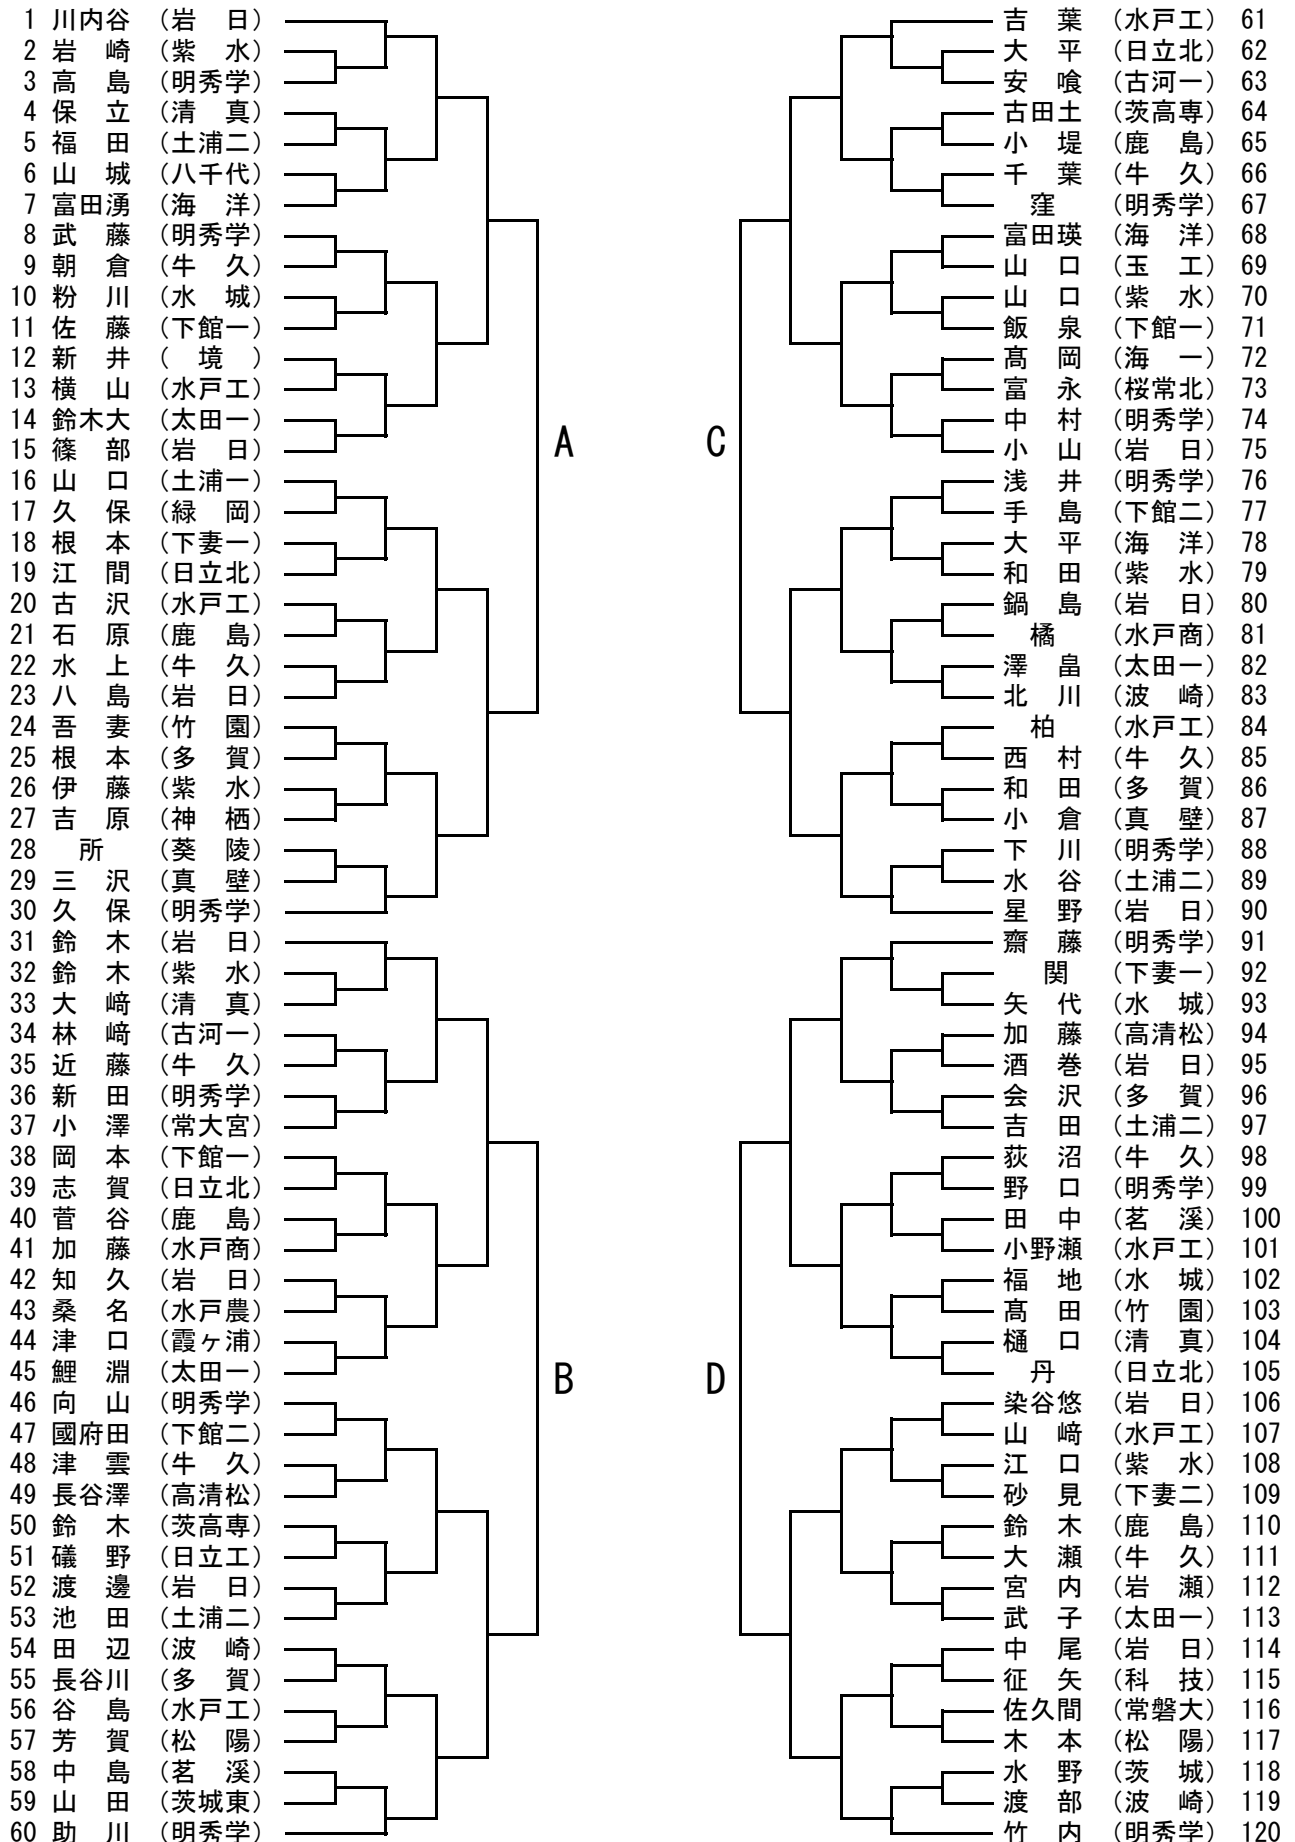 1 川内谷 （岩　日）
2 岩　崎 （紫　水）
3 高　島 （明秀学）
4 保　立 （清　真）
5 福　田 （土浦二）
6 山　城 （八千代）
7 富田湧 （海　洋）
8 武　藤 （明秀学）
9 朝　倉 （牛　久）
10 粉　川 （水　城）
11 佐　藤 （下館一）
12 新　井 （　境　）
13 横　山 （水戸工）
14 鈴木大 （太田一）
15 篠　部 （岩　日）
16 山　口 （土浦一）
17 久　保 （緑　岡）
18 根　本 （下妻一）
19 江　間 （日立北）
20 古　沢 （水戸工）
21 石　原 （鹿　島）
22 水　上 （牛　久）
23 八　島 （岩　日）
24 吾　妻 （竹　園）
25 根　本 （多　賀）
26 伊　藤 （紫　水）
27 吉　原 （神　栖）
28 　所　 （葵　陵）
29 三　沢 （真　壁）
30 久　保 （明秀学）
31 鈴　木 （岩　日）
32 鈴　木 （紫　水）
33 大　﨑 （清　真）
34 林　﨑 （古河一）
35 近　藤 （牛　久）
36 新　田 （明秀学）
37 小　澤 （常大宮）
38 岡　本 （下館一）
39 志　賀 （日立北）
40 菅　谷 （鹿　島）
41 加　藤 （水戸商）
42 知　久 （岩　日）
43 桑　名 （水戸農）
44 津　口 （霞ヶ浦）
45 鯉　淵 （太田一）
46 向　山 （明秀学）
47 國府田 （下館二）
48 津　雲 （牛　久）
49 長谷澤 （高清松）
50 鈴　木 （茨高専）
51 礒　野 （日立工）
52 渡　邊 （岩　日）
53 池　田 （土浦二）
54 田　辺 （波　崎）
55 長谷川 （多　賀）
56 谷　島 （水戸工）
57 芳　賀 （松　陽）
58 中　島 （茗　溪）
59 山　田 （茨城東）
60 助　川 （明秀学）
A
B
C
D
吉　葉 （水戸工） 61
大　平 （日立北） 62
安　喰 （古河一） 63
古田土 （茨高専） 64
小　堤 （鹿　島） 65
千　葉 （牛　久） 66
　窪　 （明秀学） 67
富田瑛 （海　洋） 68
山　口 （玉　工） 69
山　口 （紫　水） 70
飯　泉 （下館一） 71
髙　岡 （海　一） 72
富　永 （桜常北） 73
中　村 （明秀学） 74
小　山 （岩　日） 75
浅　井 （明秀学） 76
手　島 （下館二） 77
大　平 （海　洋） 78
和　田 （紫　水） 79
鍋　島 （岩　日） 80
　橘　 （水戸商） 81
澤　畠 （太田一） 82
北　川 （波　崎） 83
　柏　 （水戸工） 84
西　村 （牛　久） 85
和　田 （多　賀） 86
小　倉 （真　壁） 87
下　川 （明秀学） 88
水　谷 （土浦二） 89
星　野 （岩　日） 90
齋　藤 （明秀学） 91
　関　 （下妻一） 92
矢　代 （水　城） 93
加　藤 （高清松） 94
酒　巻 （岩　日） 95
会　沢 （多　賀） 96
吉　田 （土浦二） 97
荻　沼 （牛　久） 98
野　口 （明秀学） 99
田　中 （茗　溪） 100
小野瀬 （水戸工） 101
福　地 （水　城） 102
髙　田 （竹　園） 103
樋　口 （清　真） 104
　丹　 （日立北） 105
染谷悠 （岩　日） 106
山　﨑 （水戸工） 107
江　口 （紫　水） 108
砂　見 （下妻二） 109
鈴　木 （鹿　島） 110
大　瀬 （牛　久） 111
宮　内 （岩　瀬） 112
武　子 （太田一） 113
中　尾 （岩　日） 114
征　矢 （科　技） 115
佐久間 （常磐大） 116
木　本 （松　陽） 117
水　野 （茨　城） 118
渡　部 （波　崎） 119
竹　内 （明秀学） 120